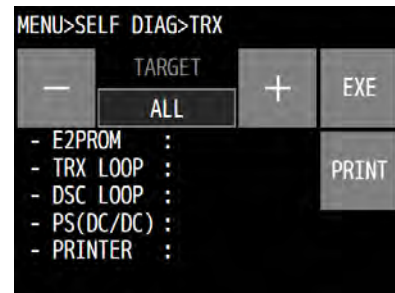 MENU>SELF DIAG>TRX
TARGET
− ALL + EXE
- E2PROM :
- TRX LOOP :
- DSC LOOP :
- PS(DC/DC) :
- PRINTER :
PRINT